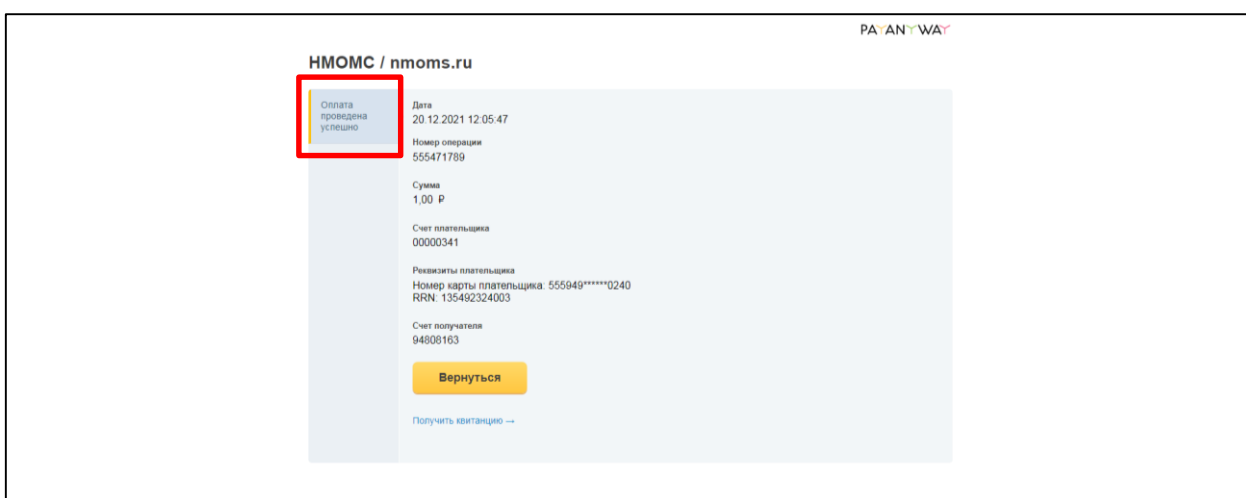 PAYANYWAY
НМОМС / nmoms.ru
Оплата
проведена
успешно
Дата
20.12.2021 12:05:47
Номер операции
555471789
Сумма
1,00 ₽
Счет плательщика
00000341
Реквизиты плательщика
Номер карты плательщика: 555949******0240
RRN: 135492324003
Счет получателя
94808163
Вернуться
Получить квитанцию →